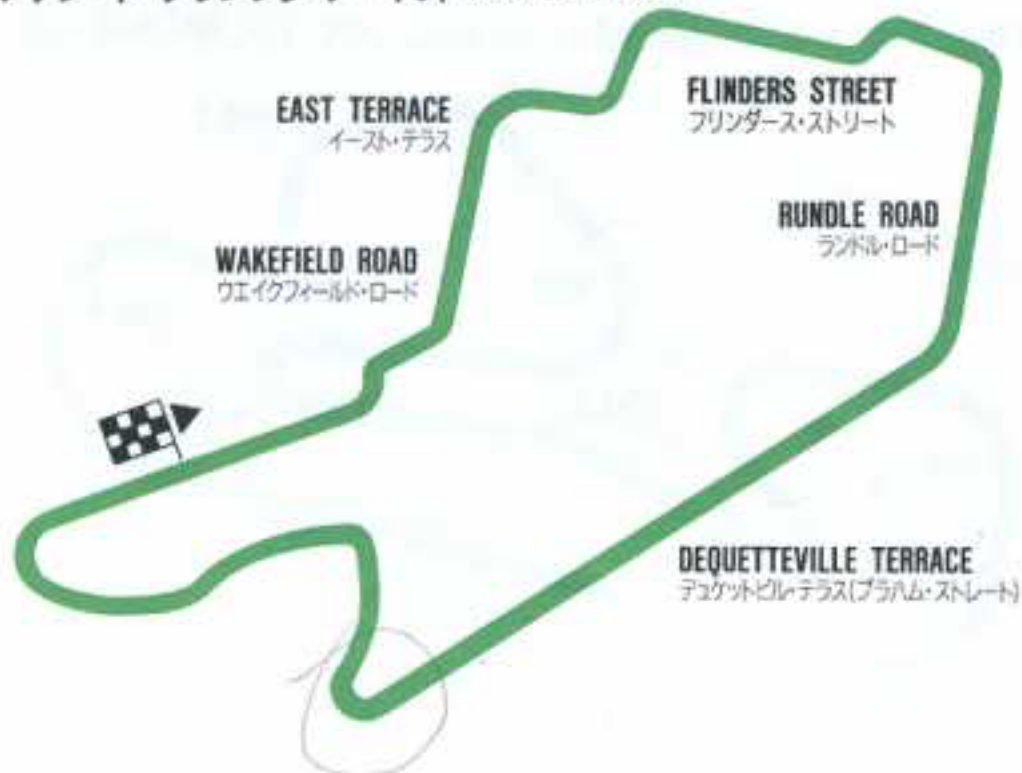 EAST TERRACE
イースト・テラス
FLINDERS STREET
フリンダース・ストリート
RUNDLE ROAD
ランドル・ロード
WAKEFIELD ROAD
ウエイクフィールド・ロード
DEQUETTEVILLE TERRACE
デュケットビル・テラス(ブラハム・ストレート)